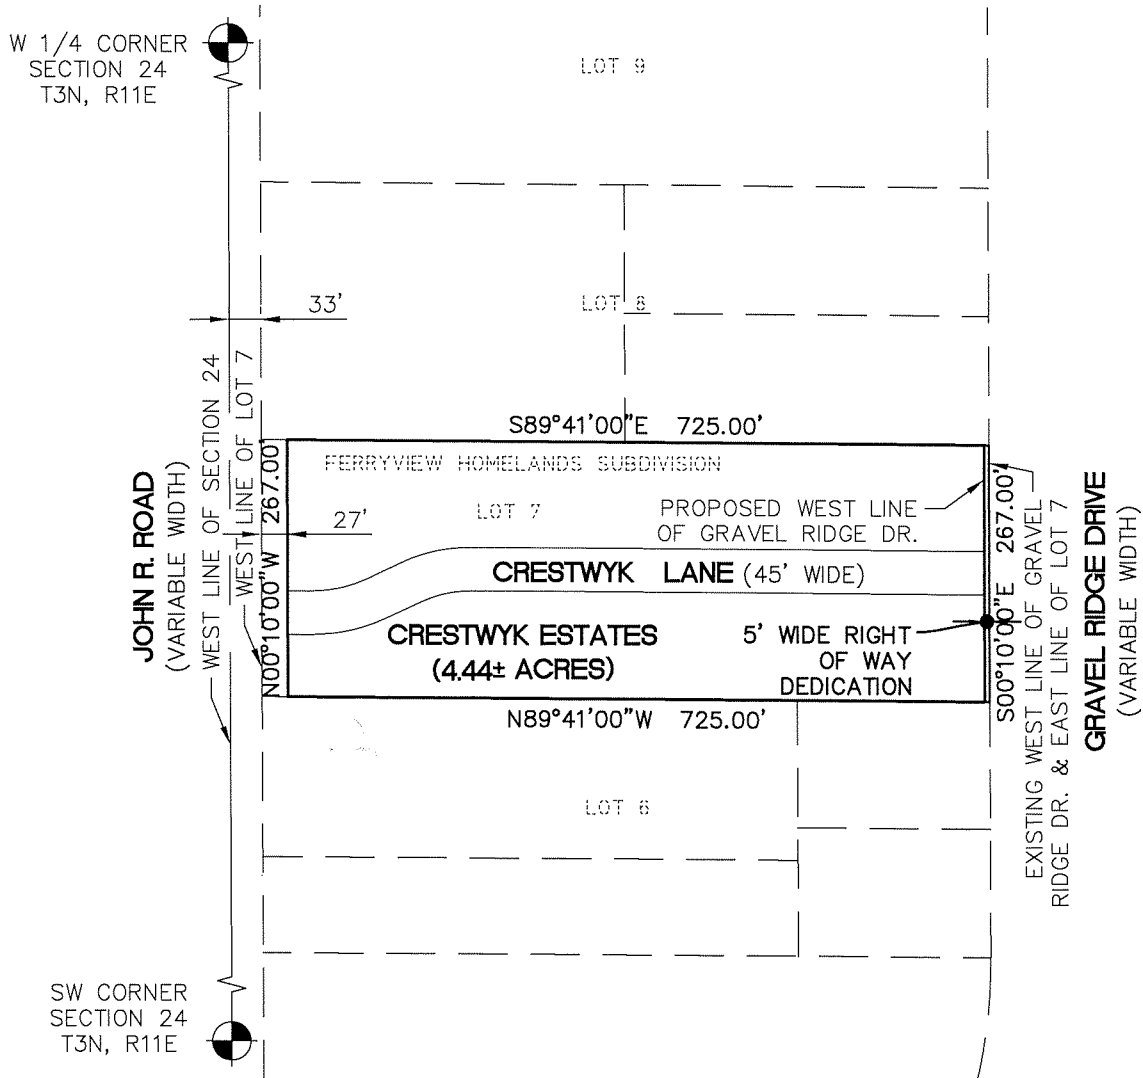 W 1/4 CORNER
SECTION 24
T3N, R11E
LOT 9
33'
LOT 8
S89°41'00"E 725.00'
JOHN R. ROAD
(VARIABLE WIDTH)
WEST LINE OF SECTION 24
WEST LINE OF LOT 7
N00°10'00"W 267.00'
FERRYVIEW HOMELANDS SUBDIVISION
LOT 7
27'
PROPOSED WEST LINE
OF GRAVEL RIDGE DR.
CRESTWYK LANE (45' WIDE)
CRESTWYK ESTATES
(4.44± ACRES)
5' WIDE RIGHT
OF WAY
DEDICATION
S00°10'00"E 267.00'
EXISTING WEST LINE OF GRAVEL
RIDGE DR. & EAST LINE OF LOT 7
GRAVEL RIDGE DRIVE
(VARIABLE WIDTH)
N89°41'00"W 725.00'
LOT 6
SW CORNER
SECTION 24
T3N, R11E